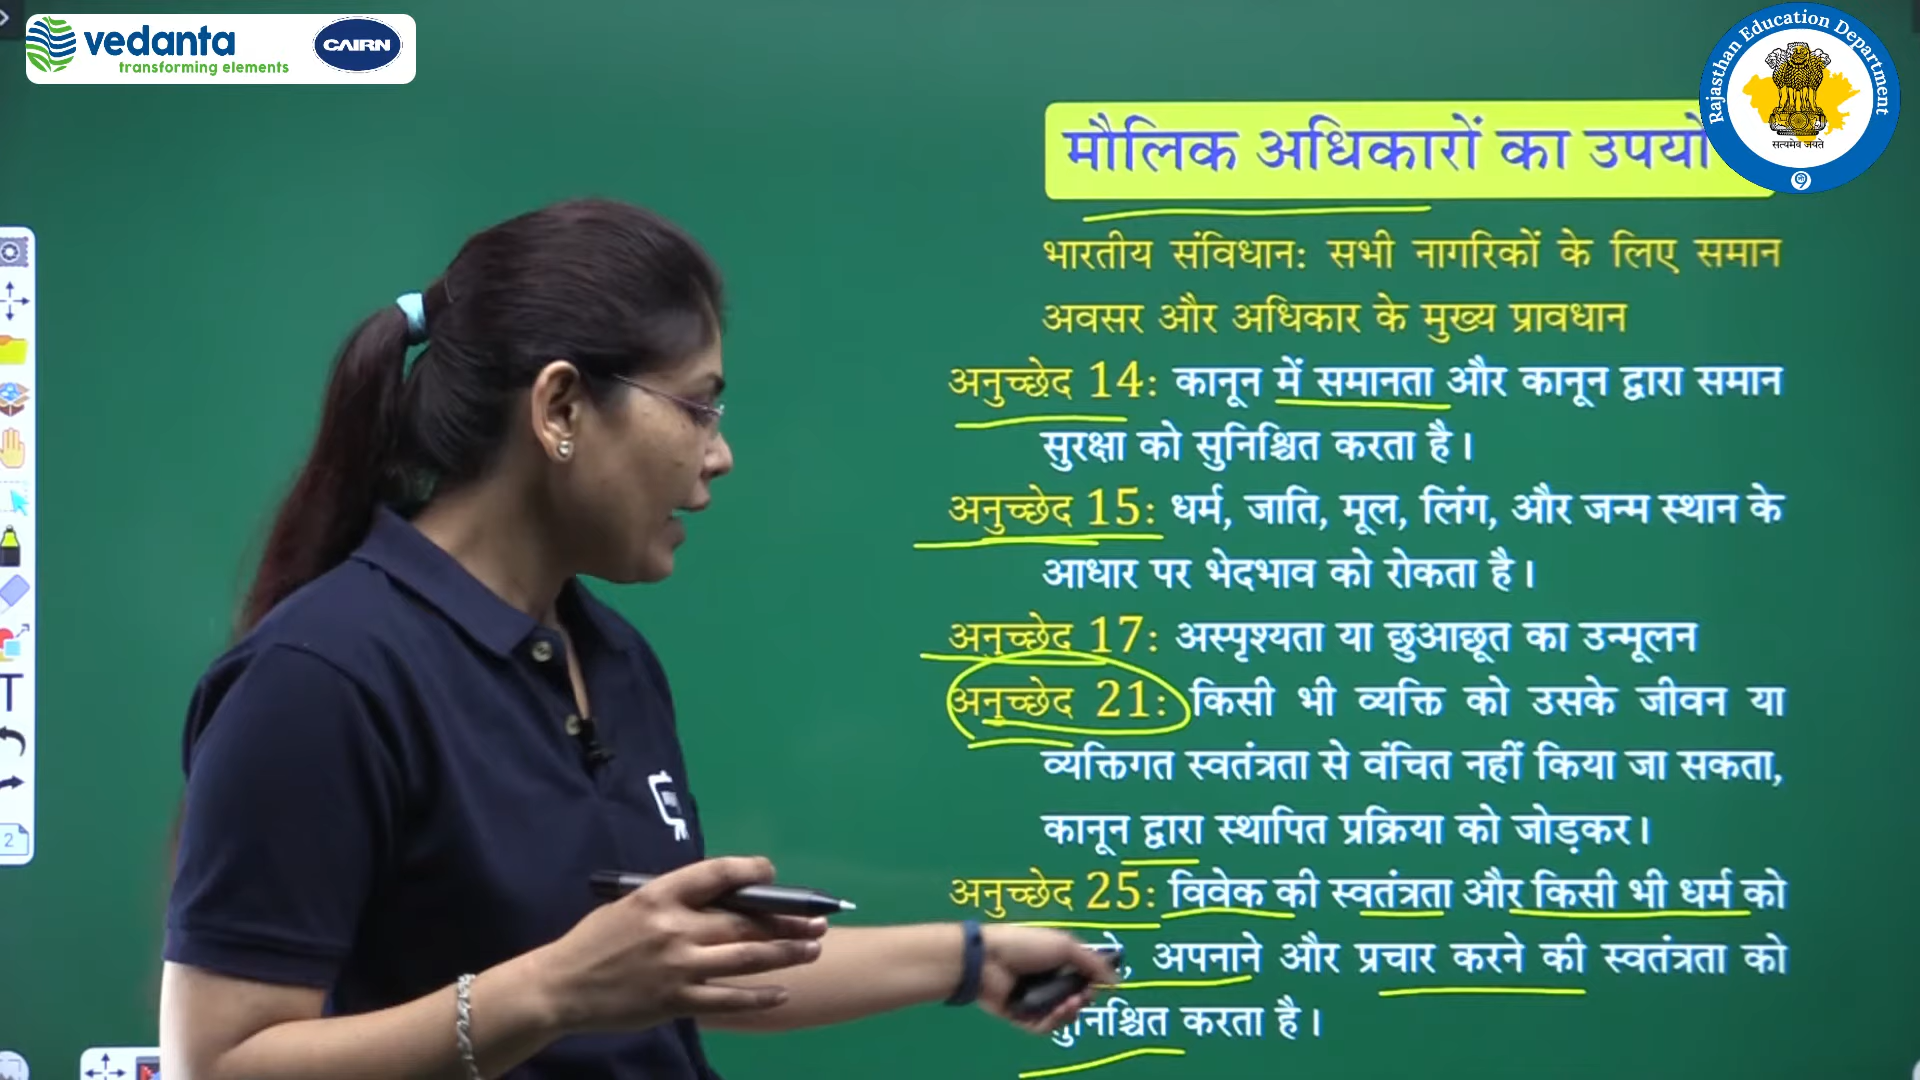 vedanta
transforming elements
CAIRN
Rajasthan Education Department
सत्यमेव जयते
मौलिक अधिकारों का
भारतीय संविधान: सभी नागरिकों के लिए समान
अवसर और अधिकार के मुख्य प्रावधान
अनुच्छेद 14: कानून में समानता और कानून द्वारा समान
सुरक्षा को सुनिश्चित करता है।
अनुच्छेद 15: धर्म, जाति, मूल, लिंग, और जन्म स्थान के
आधार पर भेदभाव को रोकता है।
अनुच्छेद 17: अस्पृश्यता या छुआछूत का उन्मूलन
अनुच्छेद 21: किसी भी व्यक्ति को उसके जीवन या
व्यक्तिगत स्वतंत्रता से वंचित नहीं किया जा सकता,
कानून द्वारा स्थापित प्रक्रिया को जोड़कर।
अनुच्छेद 25: विवेक की स्वतंत्रता और किसी भी धर्म को
अपनाने और प्रचार करने की स्वतंत्रता को
सुनिश्चित करता है।
T
2